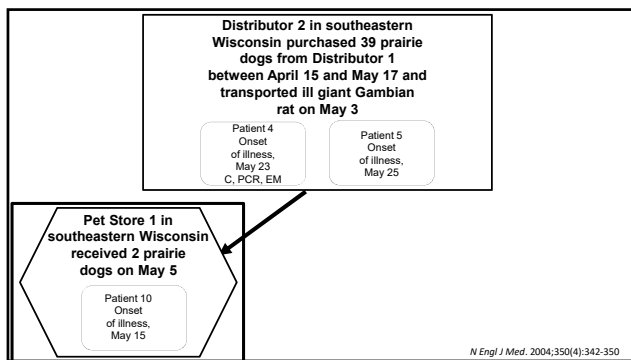 Distributor 2 in southeastern
Wisconsin purchased 39 prairie
dogs from Distributor 1
between April 15 and May 17 and
transported ill giant Gambian
rat on May 3
Patient 4
Onset
of illness,
May 23
C, PCR, EM
Patient 5
Onset
of illness,
May 25
Pet Store 1 in
southeastern Wisconsin
received 2 prairie
dogs on May 5
Patient 10
Onset
of illness,
May 15
N Engl J Med. 2004;350(4):342-350